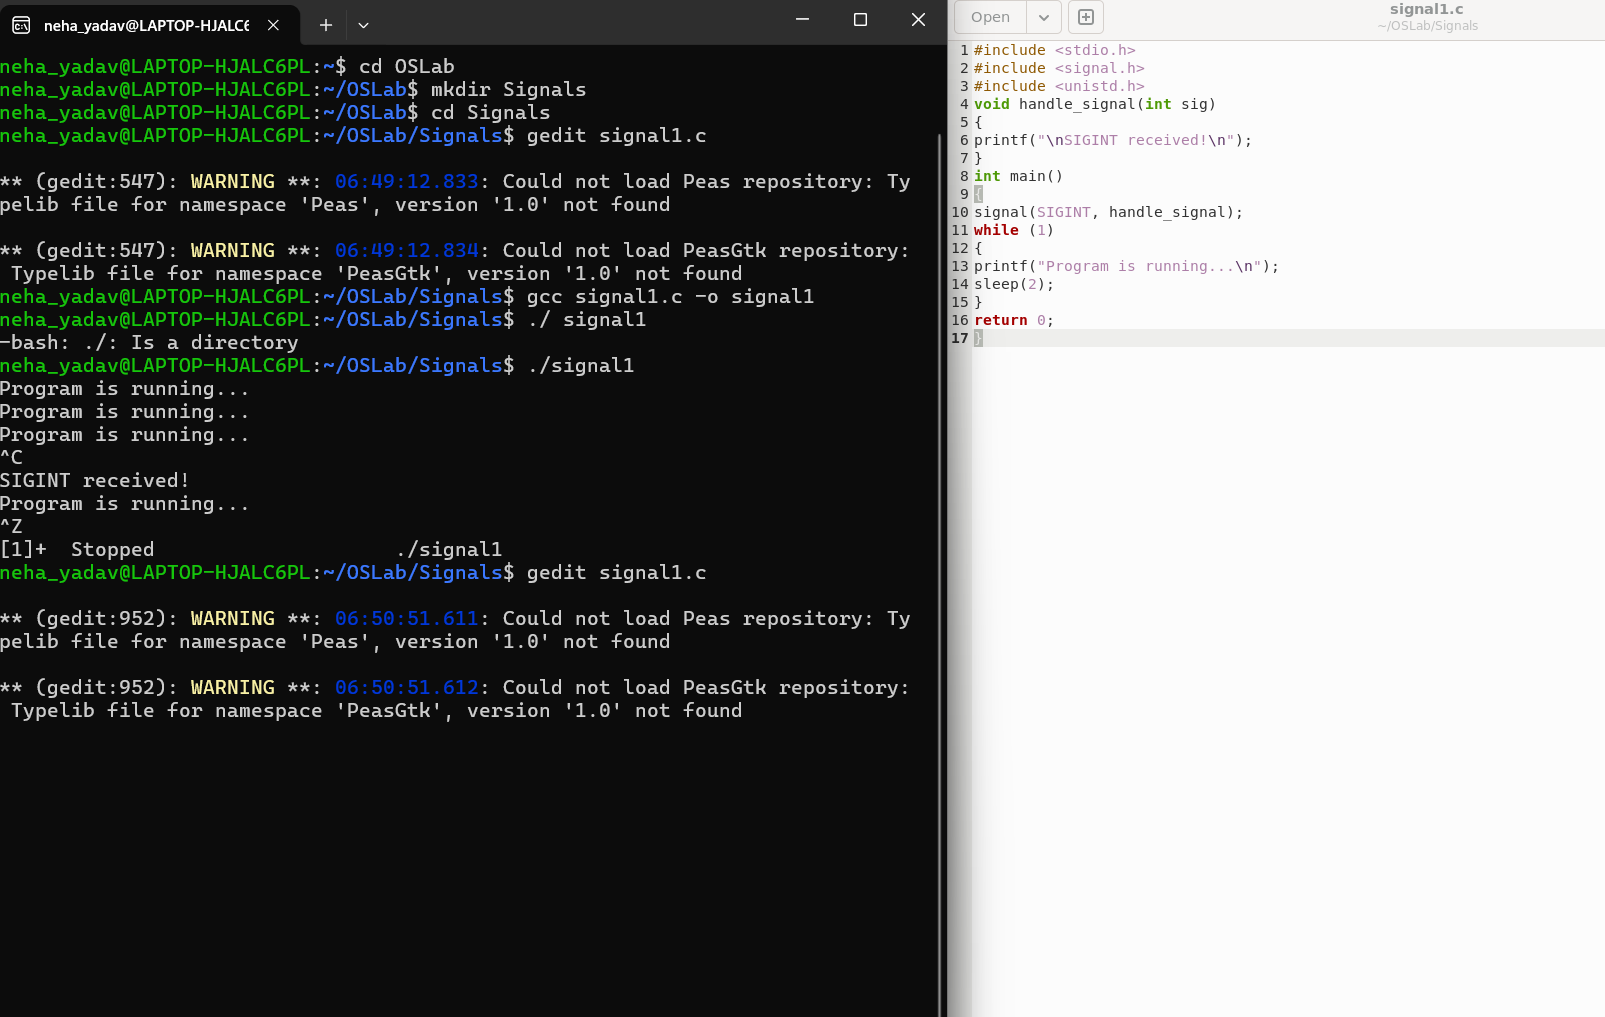 neha_yadav@LAPTOP-HJALC6
neha_yadav@LAPTOP-HJALC6PL:~$ cd OSLab
neha_yadav@LAPTOP-HJALC6PL:~/OSLab$ mkdir Signals
neha_yadav@LAPTOP-HJALC6PL:~/OSLab$ cd Signals
neha_yadav@LAPTOP-HJALC6PL:~/OSLab/Signals$ gedit signal1.c
** (gedit:547): WARNING **: 06:49:12.833: Could not load Peas repository: Ty
pelib file for namespace 'Peas', version '1.0' not found
** (gedit:547): WARNING **: 06:49:12.834: Could not load PeasGtk repository:
 Typelib file for namespace 'PeasGtk', version '1.0' not found
neha_yadav@LAPTOP-HJALC6PL:~/OSLab/Signals$ gcc signal1.c -o signal1
neha_yadav@LAPTOP-HJALC6PL:~/OSLab/Signals$ ./ signal1
-bash: ./: Is a directory
neha_yadav@LAPTOP-HJALC6PL:~/OSLab/Signals$ ./signal1
Program is running...
Program is running...
Program is running...
^C
SIGINT received!
Program is running...
^Z
[1]+  Stopped                    ./signal1
neha_yadav@LAPTOP-HJALC6PL:~/OSLab/Signals$ gedit signal1.c
** (gedit:952): WARNING **: 06:50:51.611: Could not load Peas repository: Ty
pelib file for namespace 'Peas', version '1.0' not found
** (gedit:952): WARNING **: 06:50:51.612: Could not load PeasGtk repository:
 Typelib file for namespace 'PeasGtk', version '1.0' not found
Open
signal1.c
~/OSLab/Signals
1 #include <stdio.h>
2 #include <signal.h>
3 #include <unistd.h>
4 void handle_signal(int sig)
5 {
6 printf("\nSIGINT received!\n");
7 }
8 int main()
9 {
10 signal(SIGINT, handle_signal);
11 while (1)
12 {
13 printf("Program is running...\n");
14 sleep(2);
15 }
16 return 0;
17 }